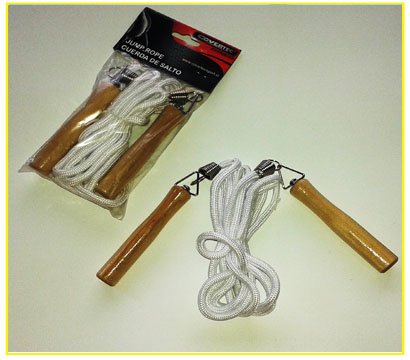 COVERTEC
JUMP ROPE
CUERDA DE SALTO